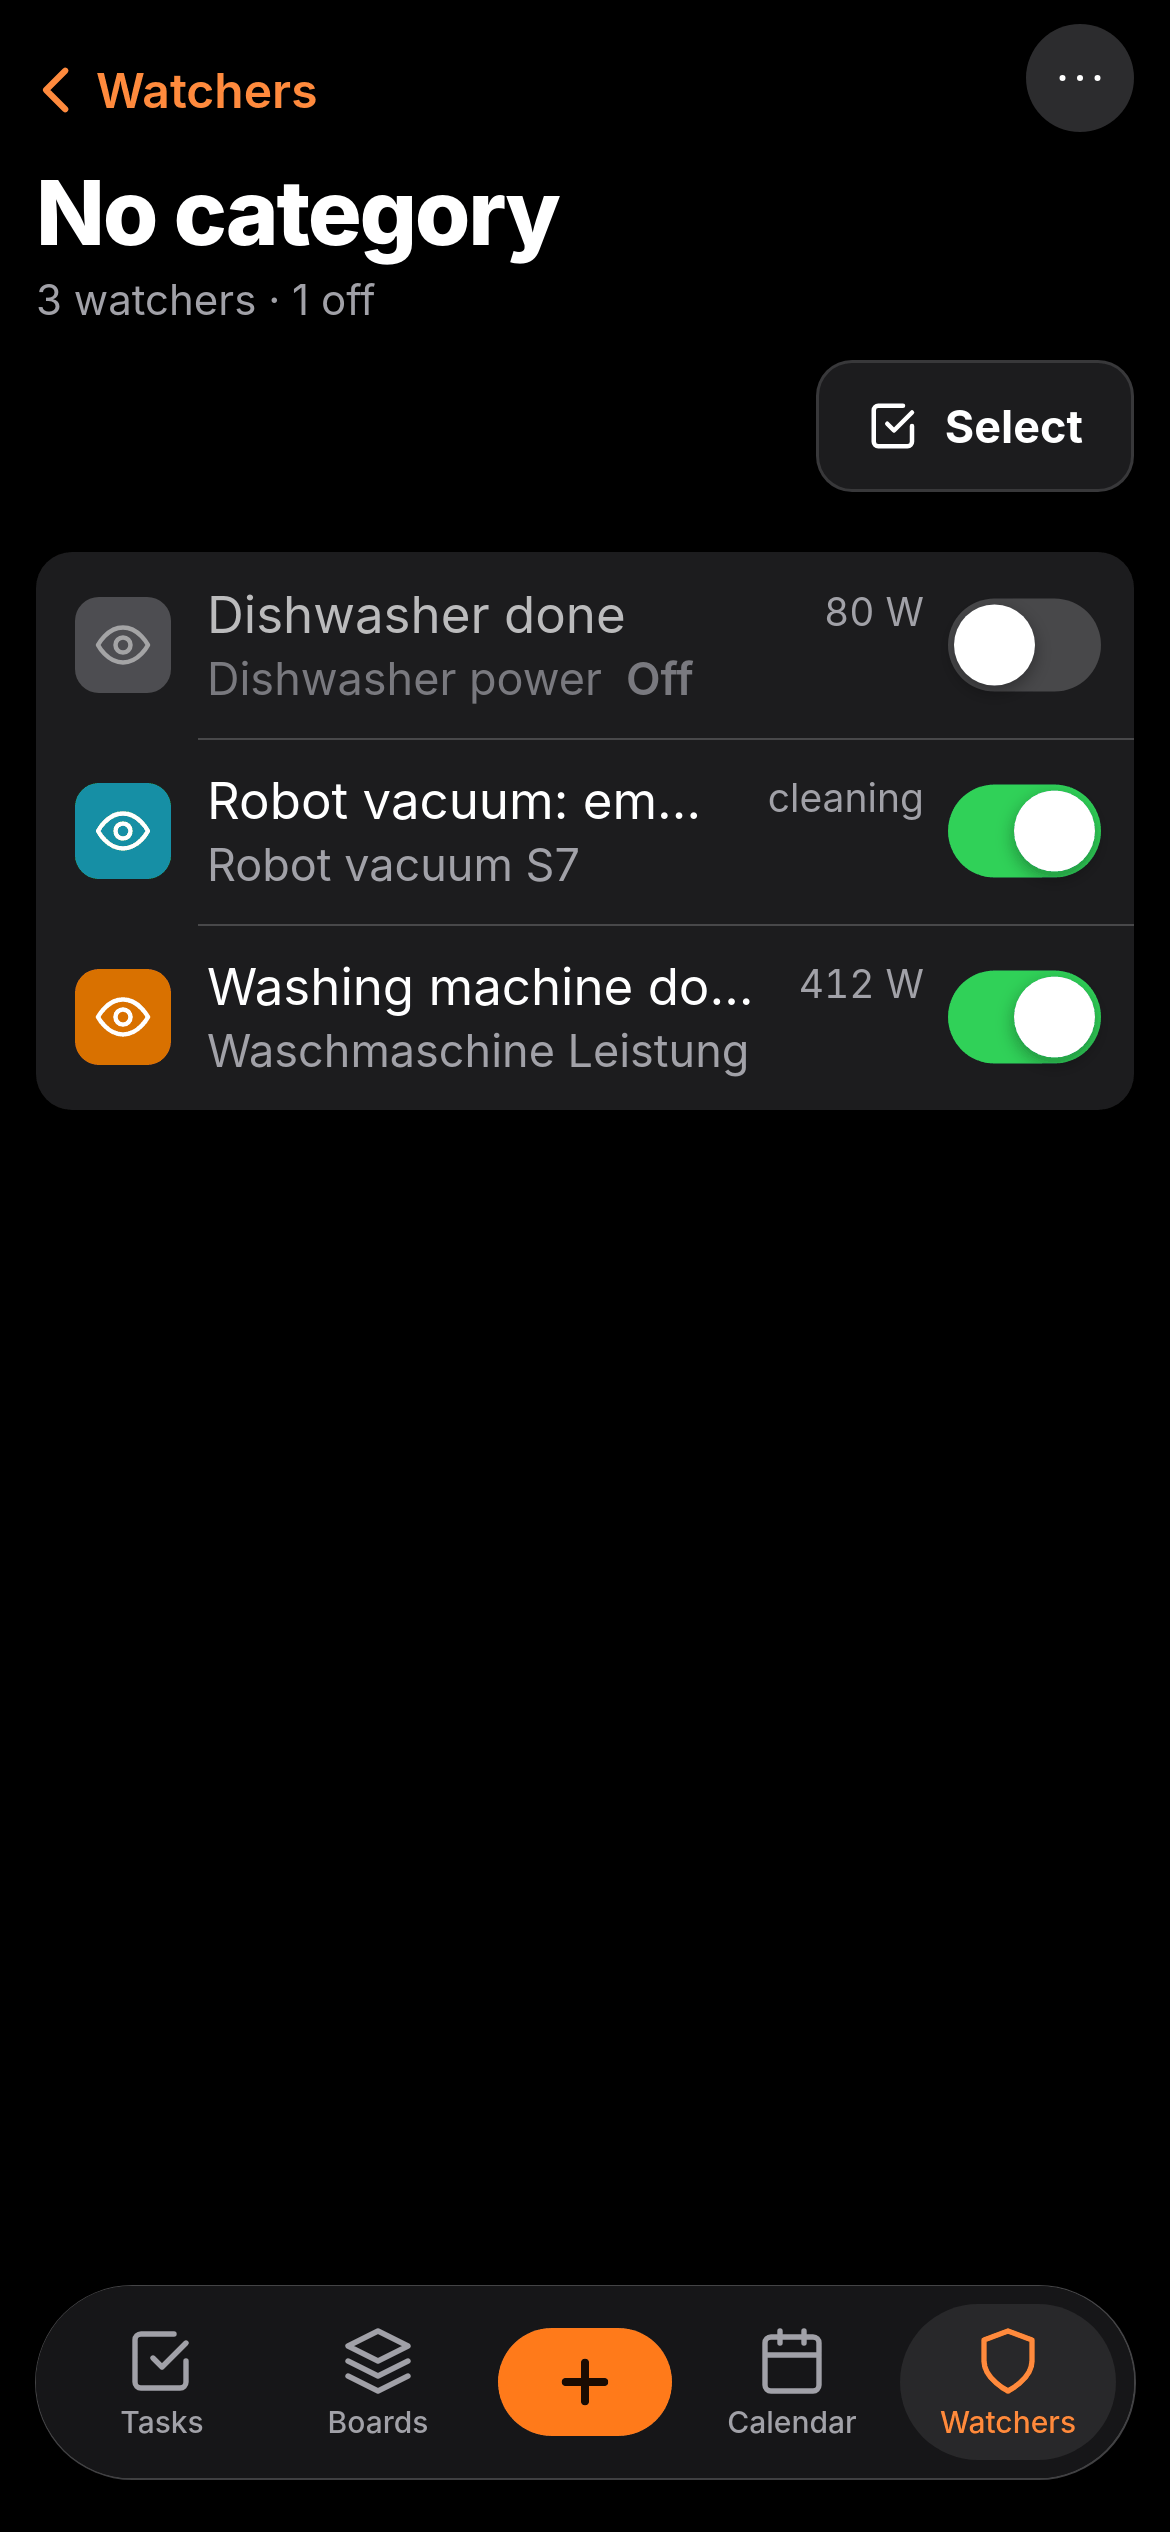 Watchers
No category
3 watchers · 1 off
Select
Dishwasher done
80 W
Dishwasher power Off
Robot vacuum: em...
cleaning
Robot vacuum S7
Washing machine do...
412 W
Waschmaschine Leistung
Tasks
Boards
Calendar
Watchers